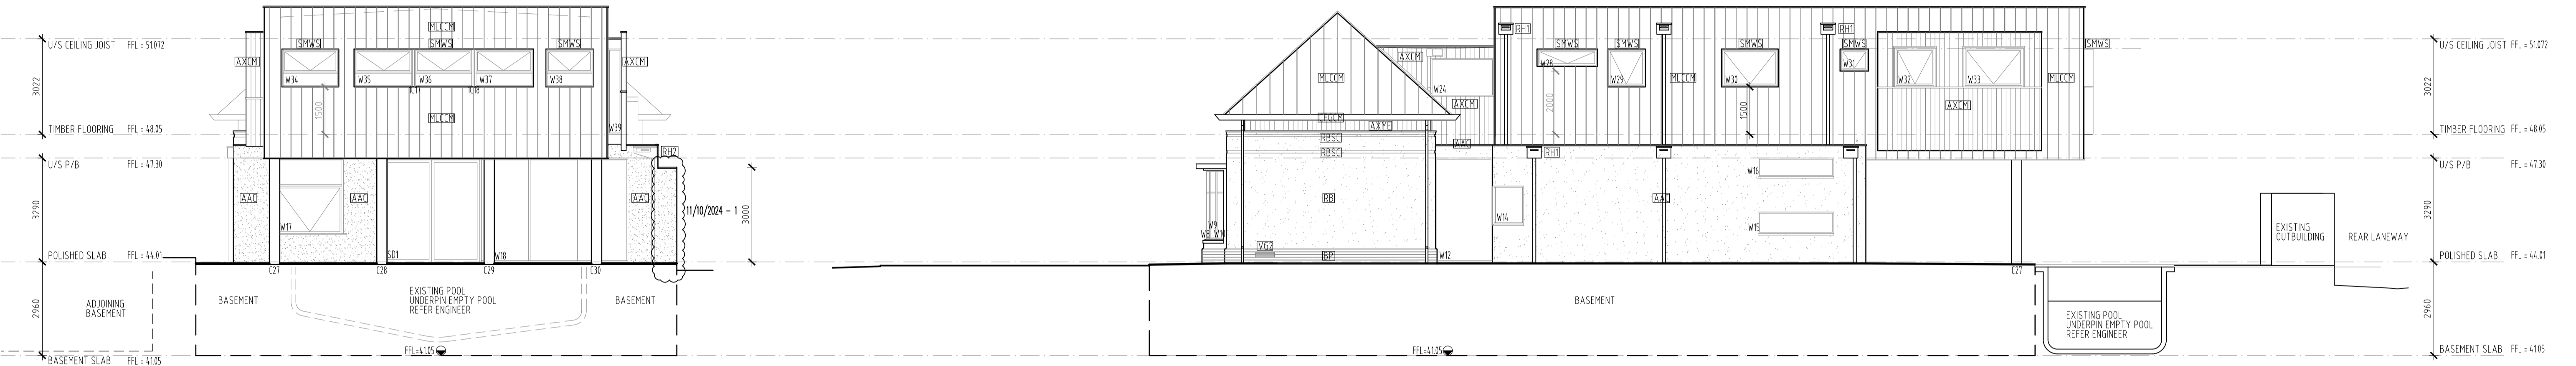 U/S CEILING JOIST FFL = 51.072
3022
TIMBER FLOORING FFL = 48.05
U/S P/B FFL = 47.30
3290
POLISHED SLAB FFL = 44.01
2960
BASEMENT SLAB FFL = 41.05
ADJOINING
BASEMENT
MLCCM
SMWS SMWS SMWS
AXCM AXCM
W34 W35 W36 W37 W38
1500
MLCCM
W39
RH2
AAC AAC AAC
W17
SD1 W18
C27 C28 C29 C30
11/10/2024 - 1
3000
BASEMENT
EXISTING POOL
UNDERPIN EMPTY POOL
REFER ENGINEER
BASEMENT
FFL=41.05
MLCCM
AXCM
W24
AXCM
AXME
RBSC
RBSC
AAC
RB
W9
W8 W10
VG2
BP
W12
RH1 RH1
SMWS SMWS SMWS SMWS SMWS
W28 W29 W30 W31 W32 W33
MLCCM MLCCM
2000
1500
AXCM
RH1
W14
AAC
W16
W15
C27
BASEMENT
FFL=41.05
EXISTING POOL
UNDERPIN EMPTY POOL
REFER ENGINEER
EXISTING
OUTBUILDING
REAR LANEWAY
U/S CEILING JOIST FFL = 51.072
3022
TIMBER FLOORING FFL = 48.05
U/S P/B FFL = 47.30
3290
POLISHED SLAB FFL = 44.01
2960
BASEMENT SLAB FFL = 41.05